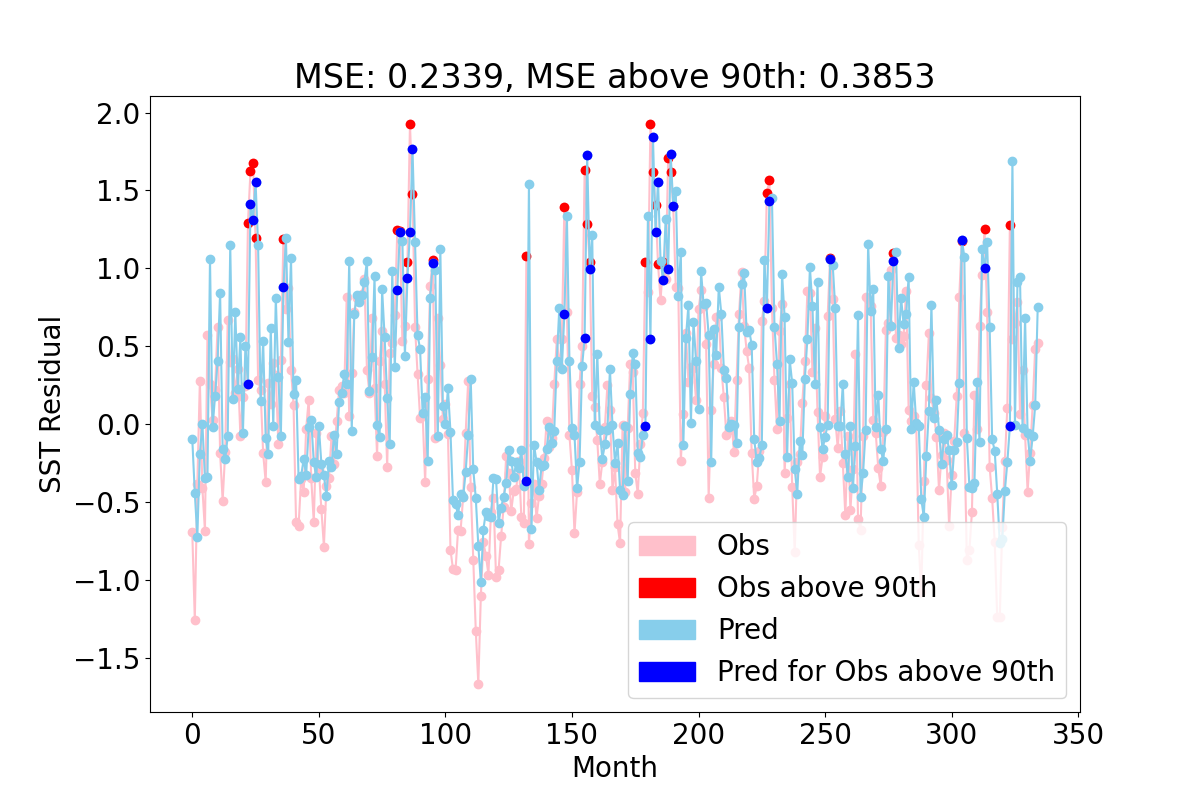 MSE: 0.2339, MSE above 90th: 0.3853
2.0
1.5
1.0
0.5
0.0
−0.5
−1.0
−1.5
SST Residual
Obs
Obs above 90th
Pred
Pred for Obs above 90th
0 50 100 150 200 250 300 350
Month